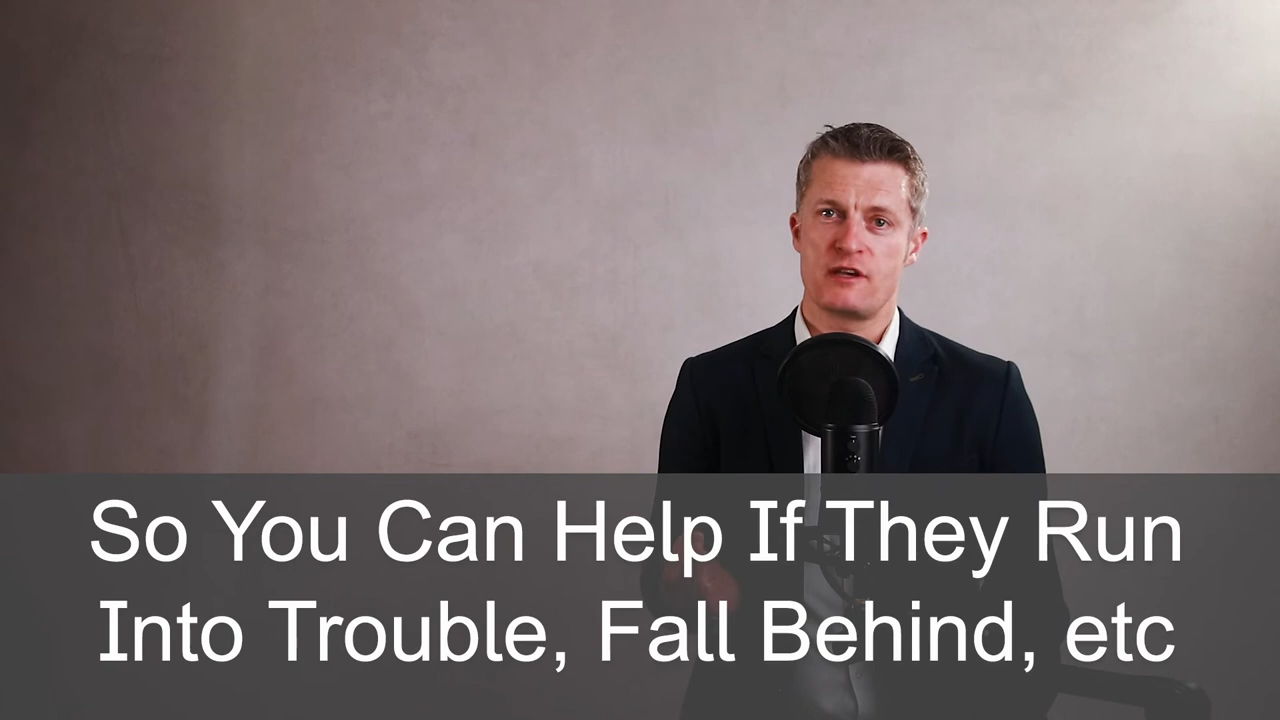 So You Can Help If They Run
Into Trouble, Fall Behind, etc